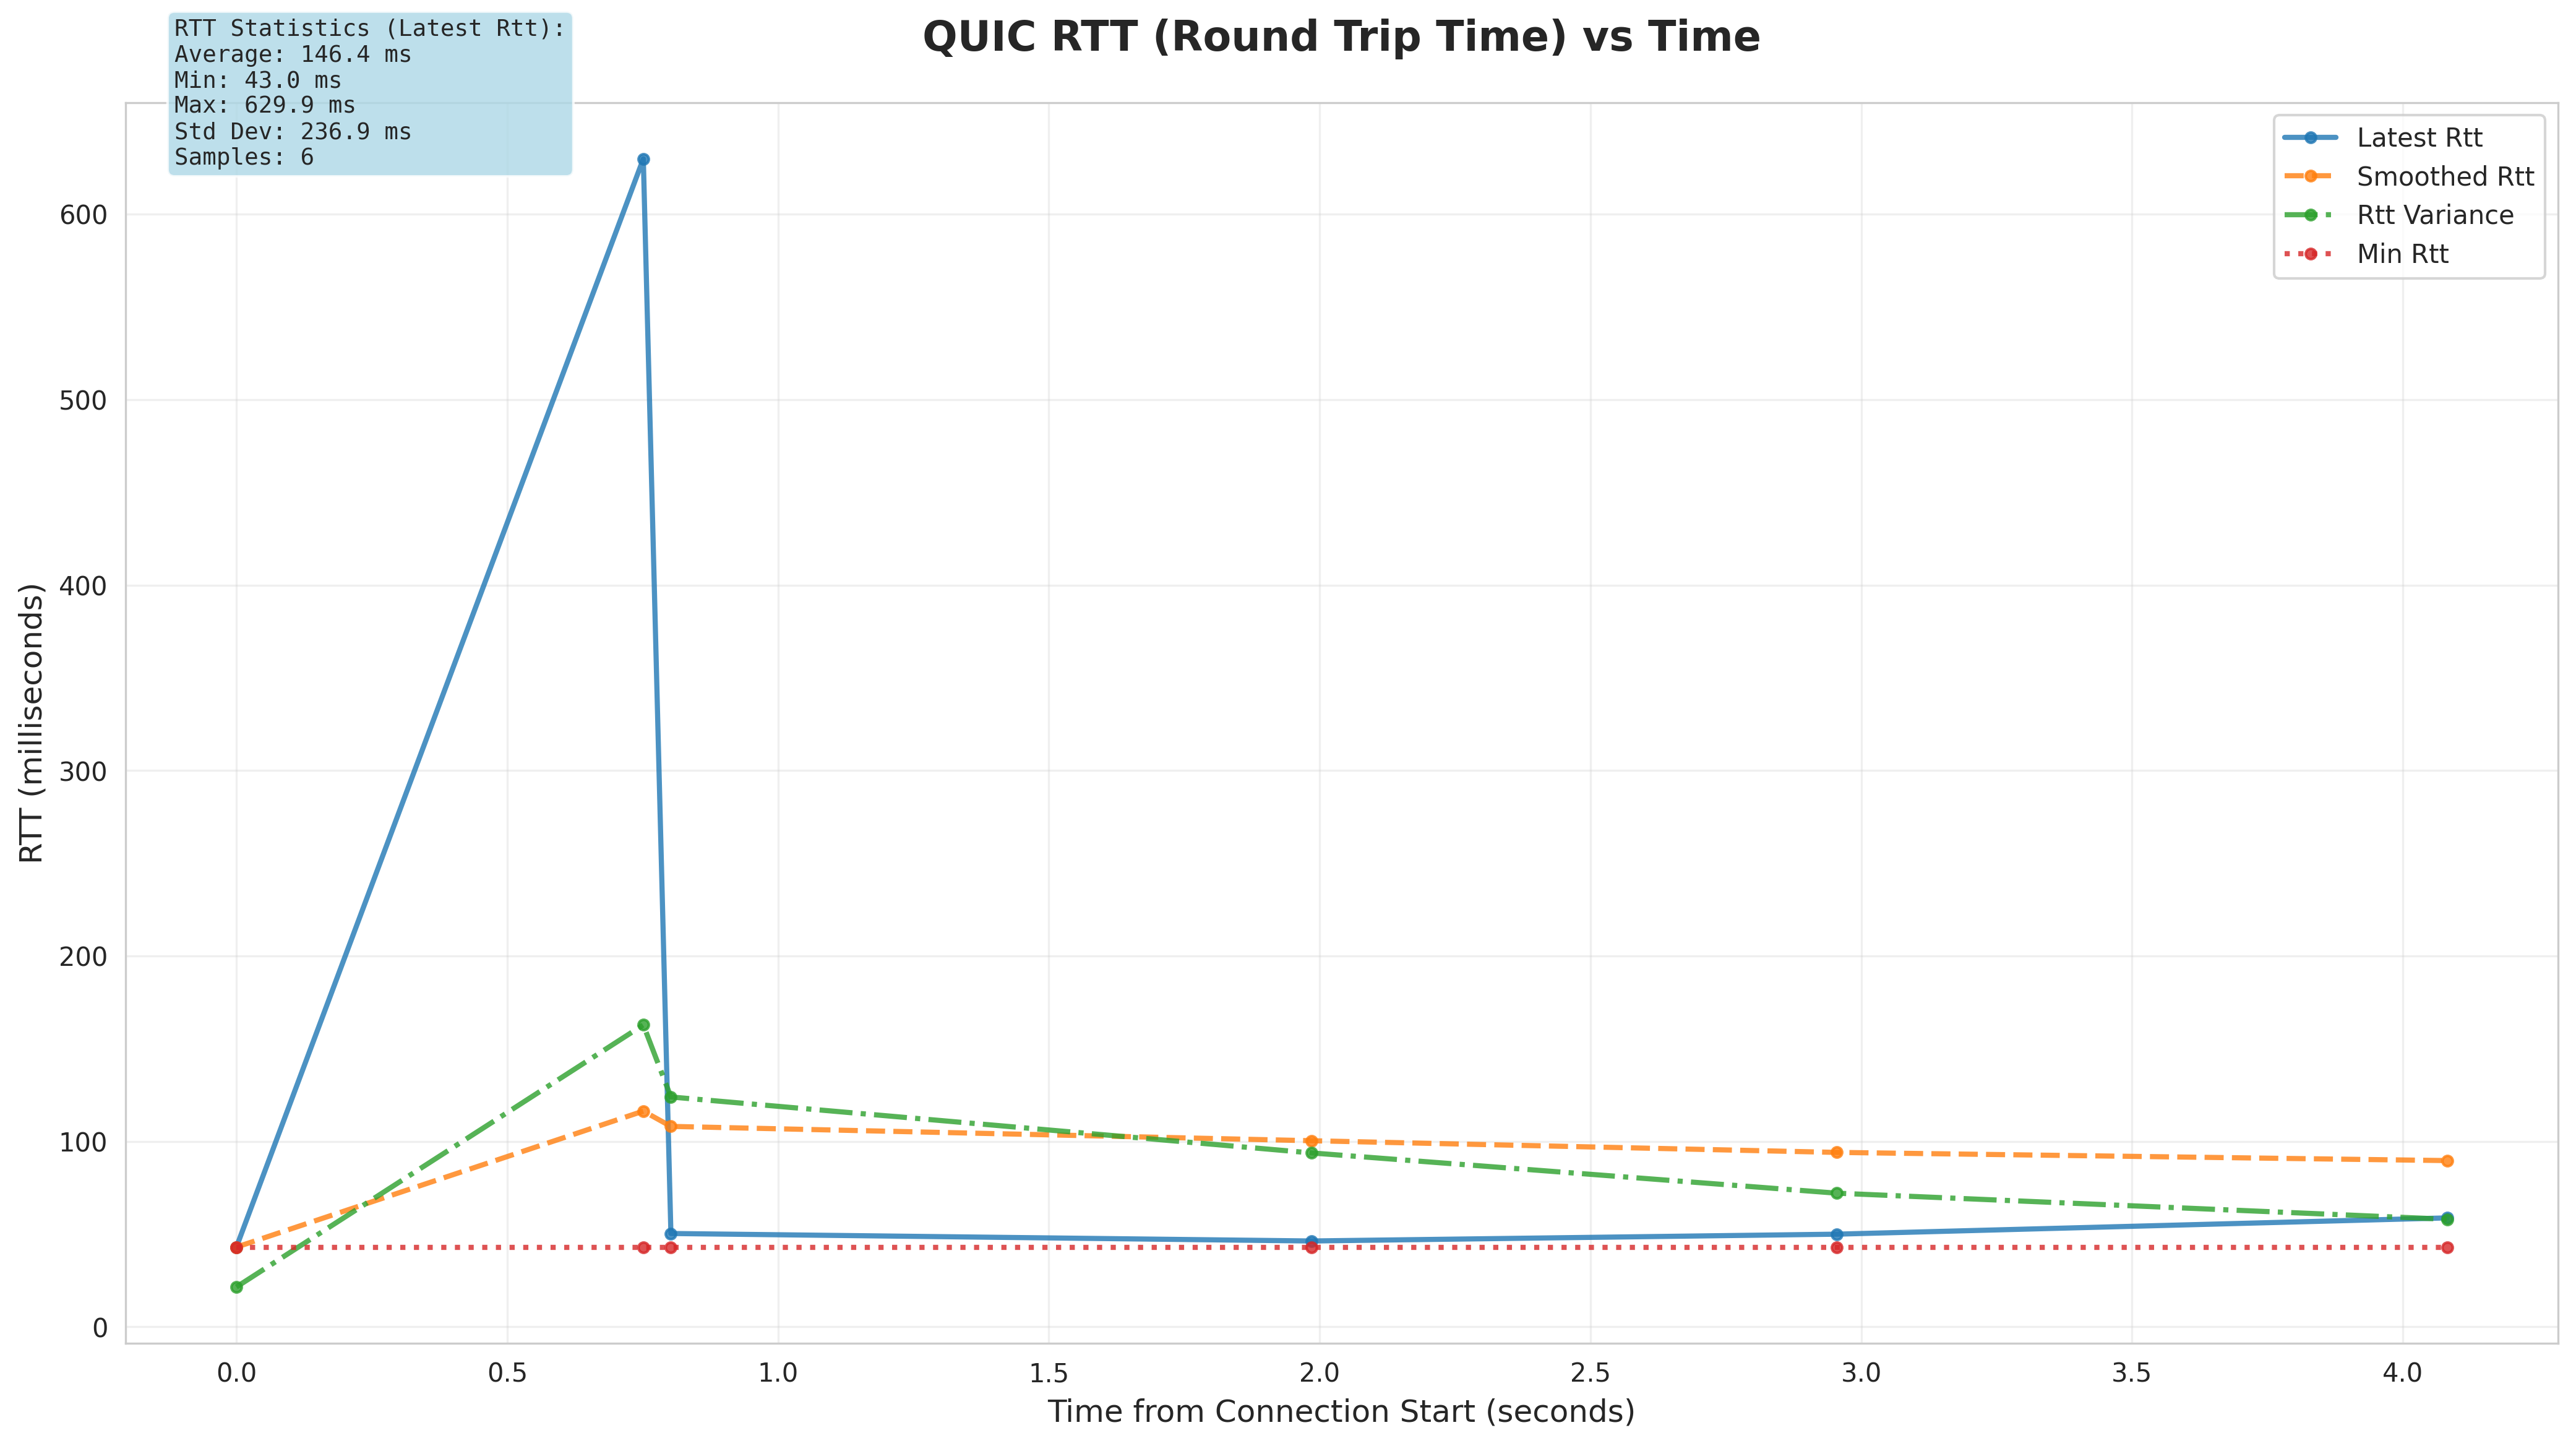 RTT Statistics (Latest Rtt):
Average: 146.4 ms
Min: 43.0 ms
Max: 629.9 ms
Std Dev: 236.9 ms
Samples: 6
QUIC RTT (Round Trip Time) vs Time
Latest Rtt
Smoothed Rtt
Rtt Variance
Min Rtt
RTT (milliseconds)
600
500
400
300
200
100
0
0.0 0.5 1.0 1.5 2.0 2.5 3.0 3.5 4.0
Time from Connection Start (seconds)